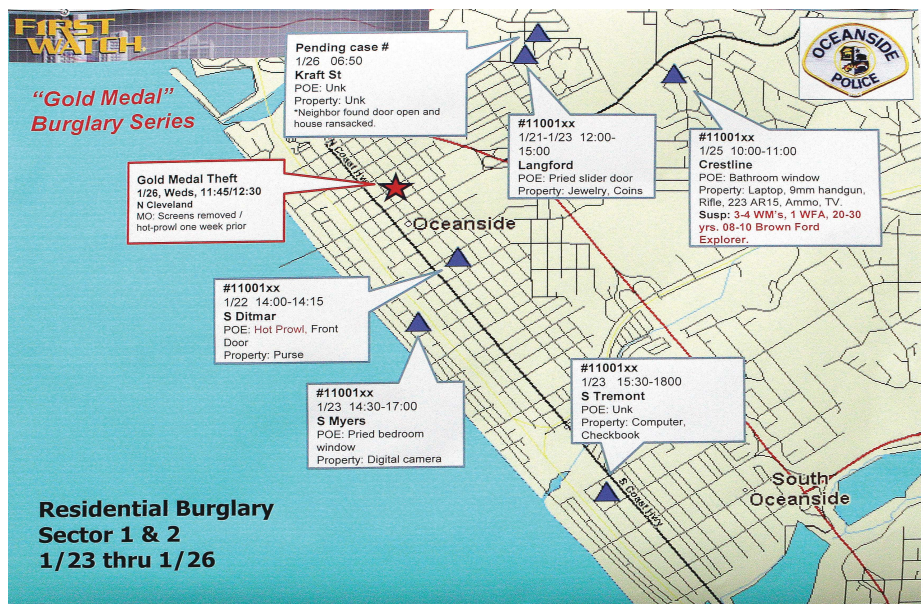 FIRST
WATCH
"Gold Medal"
Burglary Series
Pending case #
1/26 06:50
Kraft St
POE: Unk
Property: Unk
*Neighbor found door open and
house ransacked.
OCEANSIDE
POLICE
#11001xx
1/21-1/23 12:00-
15:00
Langford
POE: Pried slider door
Property: Jewelry, Coins
#11001xx
1/25 10:00-11:00
Crestline
POE: Bathroom window
Property: Laptop, 9mm handgun,
Rifle, 223 AR15, Ammo, TV.
Susp: 3-4 WM's, 1 WFA, 20-30
yrs. 08-10 Brown Ford
Explorer.
N Coast Hwy
Gold Medal Theft
1/26, Weds, 11:45/12:30
N Cleveland
MO: Screens removed /
hot-prowl one week prior
Oceanside
#11001xx
1/22 14:00-14:15
S Ditmar
POE: Hot Prowl, Front
Door
Property: Purse
#11001xx
1/23 14:30-17:00
S Myers
POE: Pried bedroom
window
Property: Digital camera
#11001xx
1/23 15:30-1800
S Tremont
POE: Unk
Property: Computer,
Checkbook
S Coast Hwy
South
Oceanside
Residential Burglary
Sector 1 & 2
1/23 thru 1/26